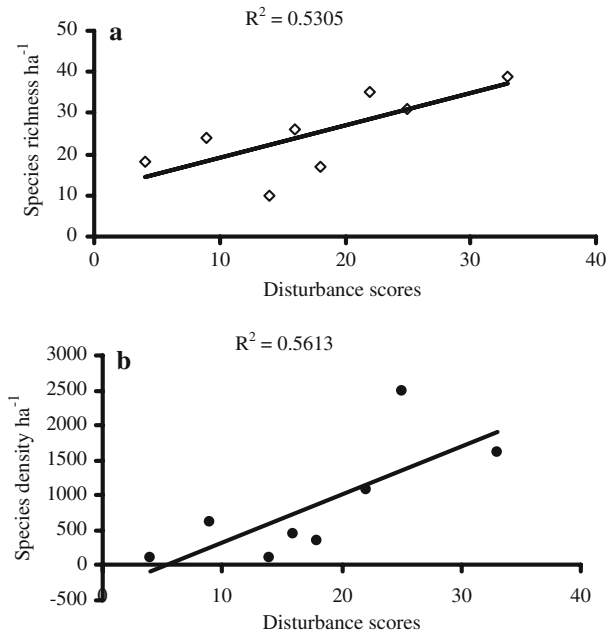 R² = 0.5305
a
50
40
30
20
10
0
Species richness ha⁻¹
0 10 20 30 40
Disturbance scores
R² = 0.5613
b
3000
2500
2000
1500
1000
500
0
-500
Species density ha⁻¹
0 10 20 30 40
Disturbance scores